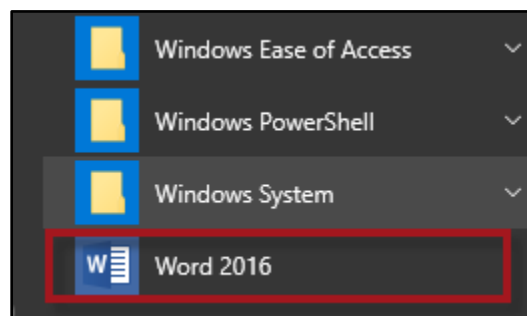 Windows Ease of Access
Windows PowerShell
Windows System
W
Word 2016